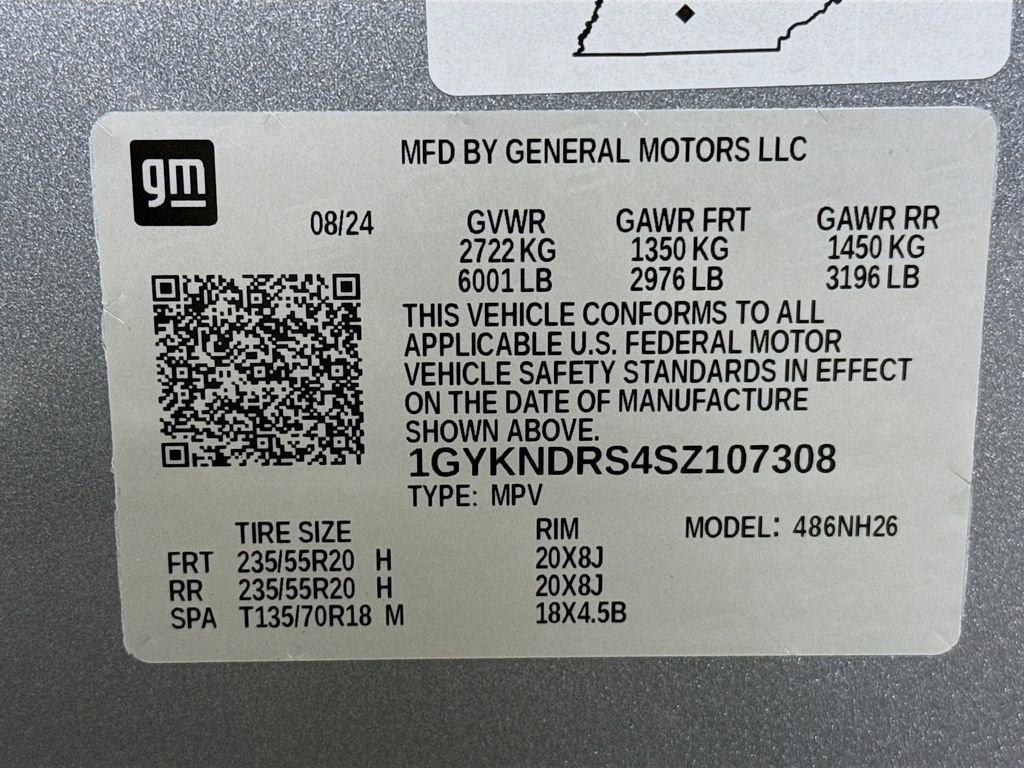 gm
MFD BY GENERAL MOTORS LLC
08/24 GVWR GAWR FRT GAWR RR
2722 KG 1350 KG 1450 KG
6001 LB 2976 LB 3196 LB
THIS VEHICLE CONFORMS TO ALL
APPLICABLE U.S. FEDERAL MOTOR
VEHICLE SAFETY STANDARDS IN EFFECT
ON THE DATE OF MANUFACTURE
SHOWN ABOVE.
1GYKNDRS4SZ107308
TYPE: MPV
TIRE SIZE RIM MODEL: 486NH26
FRT 235/55R20 H 20X8J
RR 235/55R20 H 20X8J
SPA T135/70R18 M 18X4.5B